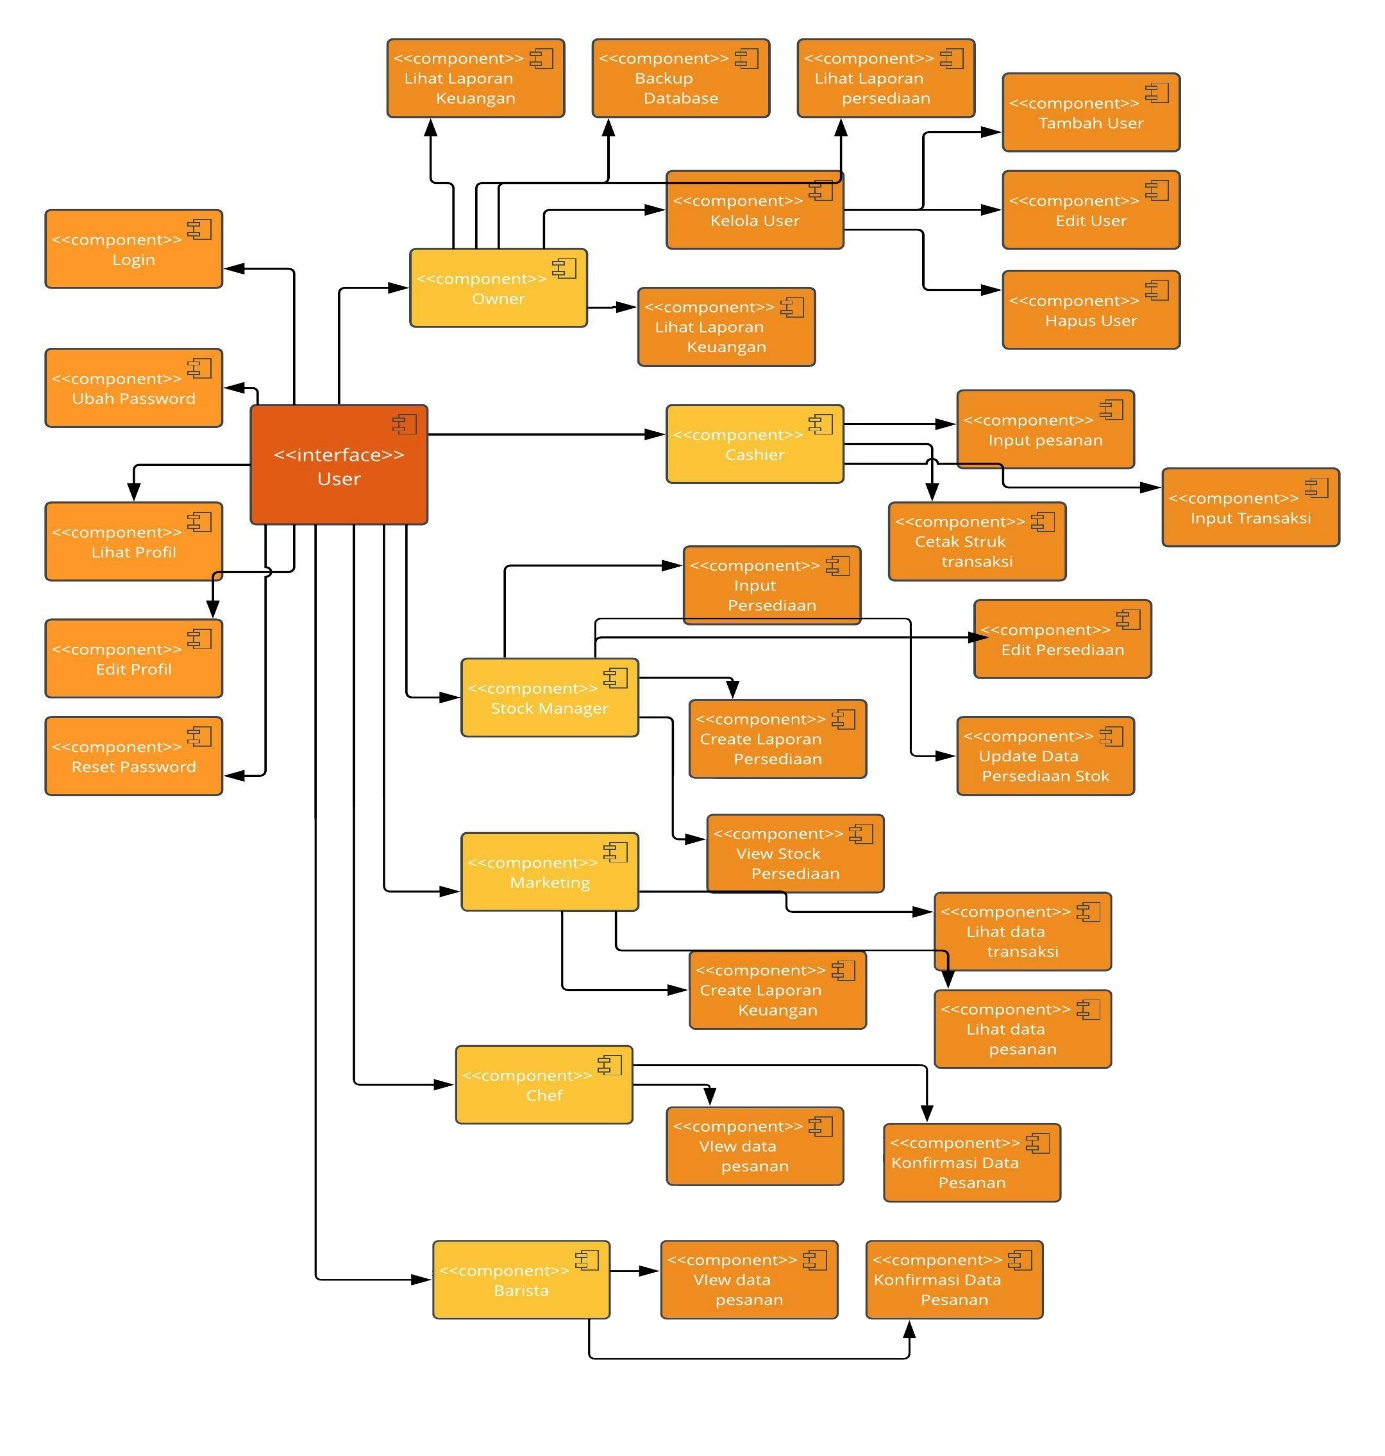 <<component>>
Lihat Laporan
Keuangan
<<component>>
Backup
Database
<<component>>
Lihat Laporan
persediaan
<<component>>
Tambah User
<<component>>
Kelola User
<<component>>
Edit User
<<component>>
Login
<<component>>
Owner
<<component>>
Hapus User
<<component>>
Lihat Laporan
Keuangan
<<component>>
Ubah Password
<<interface>>
User
<<component>>
Cashier
<<component>>
Input pesanan
<<component>>
Input Transaksi
<<component>>
Lihat Profil
<<component>>
Cetak Struk
transaksi
<<component>>
Input
Persediaan
<<component>>
Edit Persediaan
<<component>>
Edit Profil
<<component>>
Stock Manager
<<component>>
Create Laporan
Persediaan
<<component>>
Update Data
Persediaan Stok
<<component>>
Reset Password
<<component>>
View Stock
Persediaan
<<component>>
Marketing
<<component>>
Lihat data
transaksi
<<component>>
Create Laporan
Keuangan
<<component>>
Lihat data
pesanan
<<component>>
Chef
<<component>>
VIew data
pesanan
<<component>>
Konfirmasi Data
Pesanan
<<component>>
Barista
<<component>>
VIew data
pesanan
<<component>>
Konfirmasi Data
Pesanan